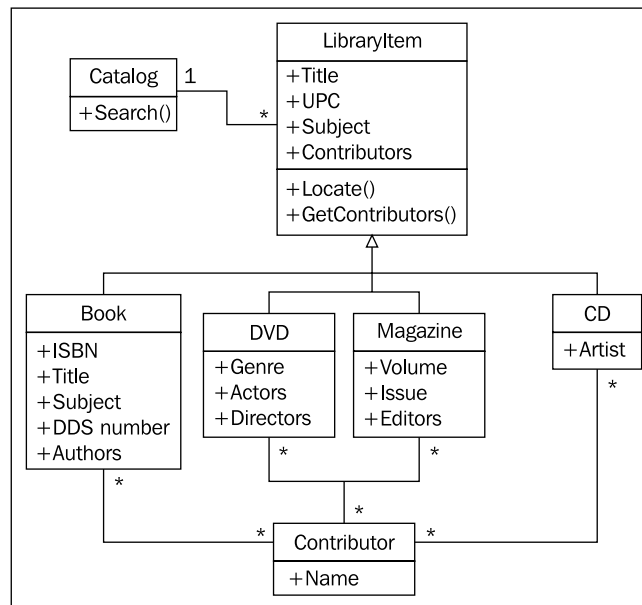 LibraryItem
+Title
+UPC
+Subject
+Contributors
+Locate()
+GetContributors()
Catalog
+Search()
1
*
Book
+ISBN
+Title
+Subject
+DDS number
+Authors
*
DVD
+Genre
+Actors
+Directors
*
Magazine
+Volume
+Issue
+Editors
*
CD
+Artist
*
*
*
*
Contributor
+Name